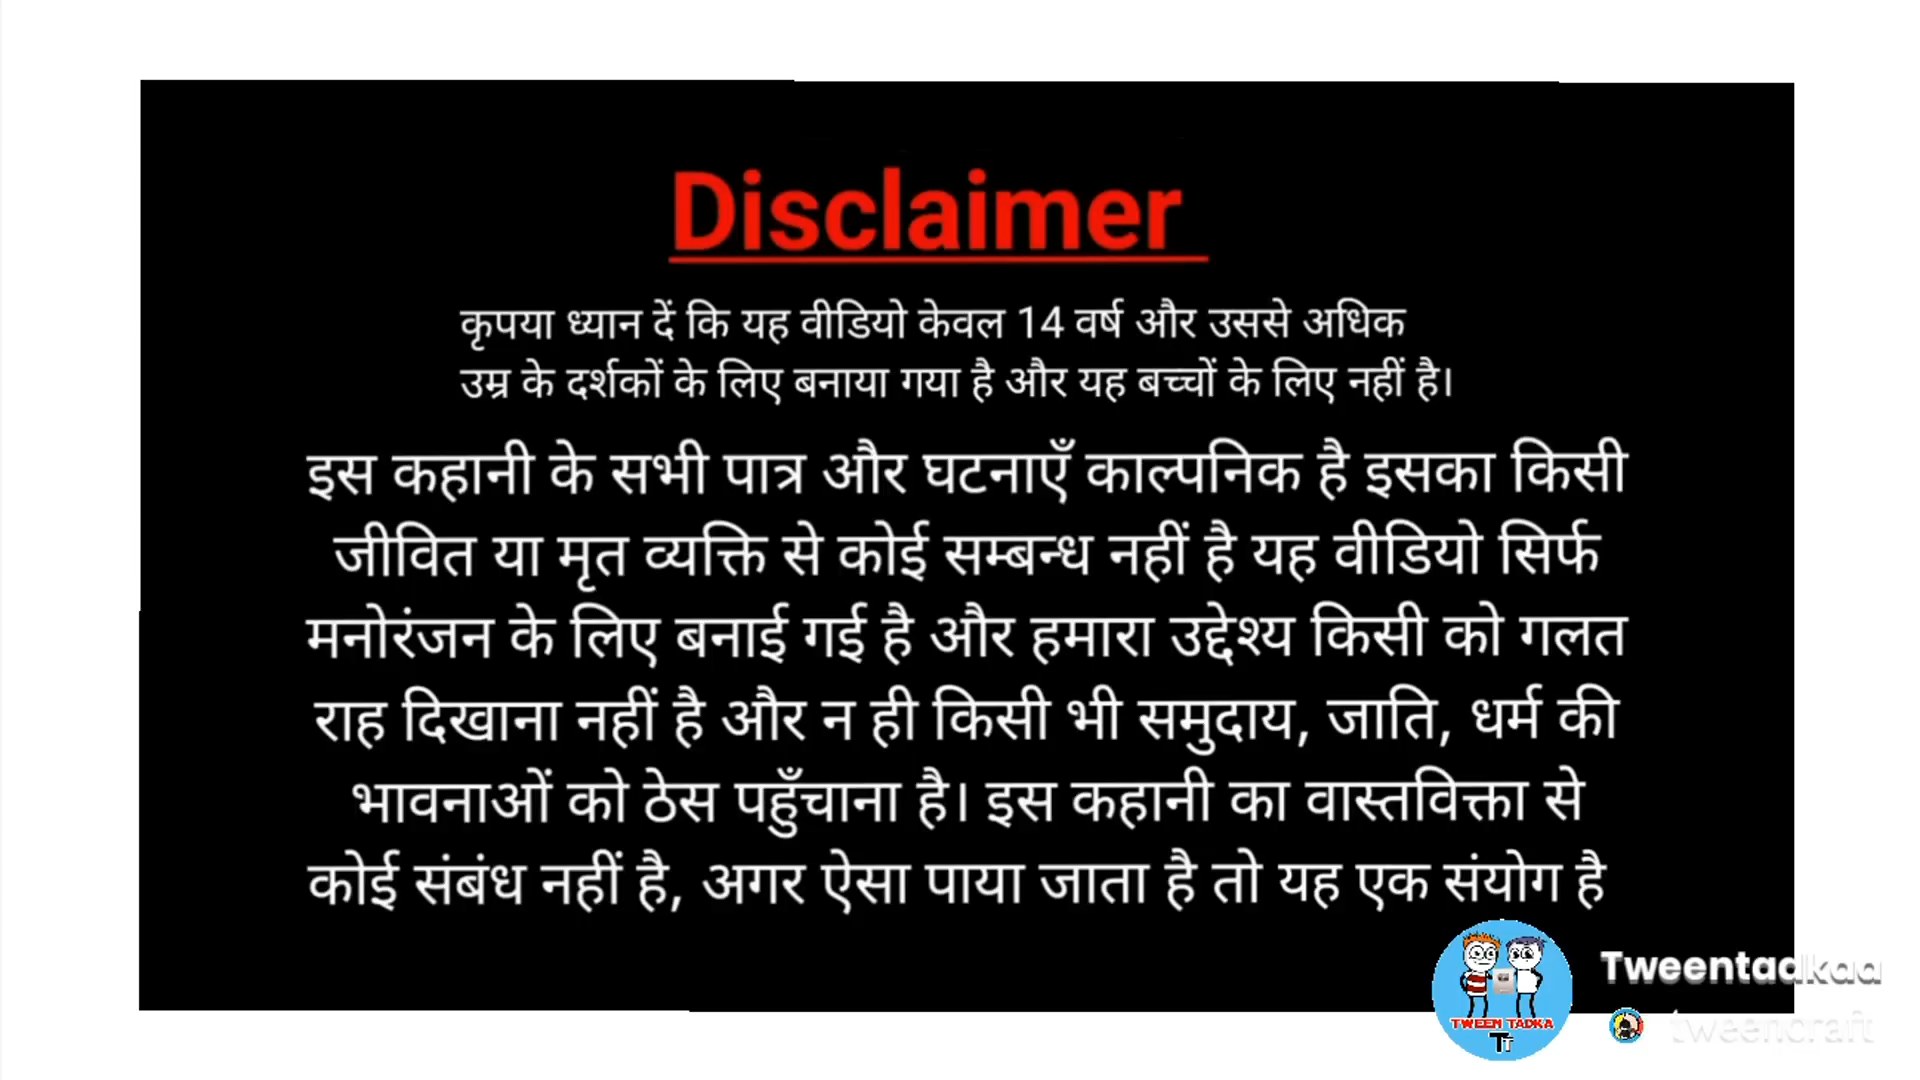 Disclaimer
कृपया ध्यान दें कि यह वीडियो केवल 14 वर्ष और उससे अधिक
उम्र के दर्शकों के लिए बनाया गया है और यह बच्चों के लिए नहीं है।
इस कहानी के सभी पात्र और घटनाएँ काल्पनिक है इसका किसी
जीवित या मृत व्यक्ति से कोई सम्बन्ध नहीं है यह वीडियो सिर्फ
मनोरंजन के लिए बनाई गई है और हमारा उद्देश्य किसी को गलत
राह दिखाना नहीं है और न ही किसी भी समुदाय, जाति, धर्म की
भावनाओं को ठेस पहुँचाना है। इस कहानी का वास्तविक्ता से
कोई संबंध नहीं है, अगर ऐसा पाया जाता है तो यह एक संयोग है
Tweentadkaa
TWEEN TADKA
TT
tweencraft